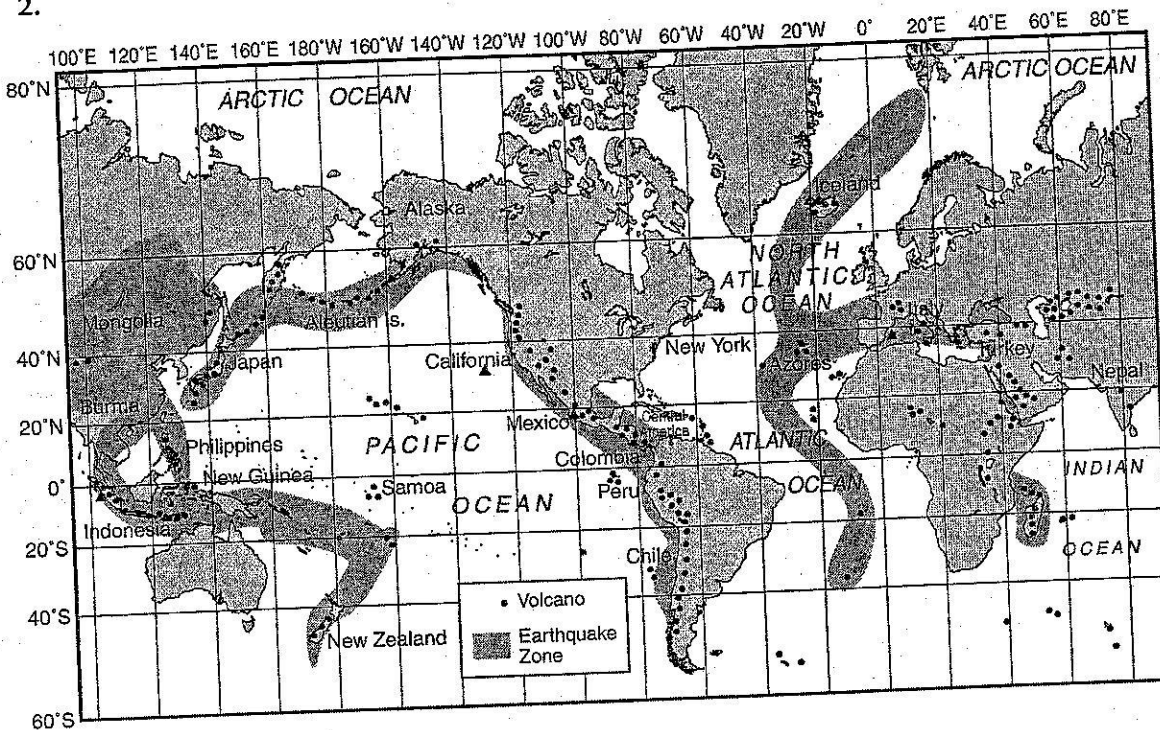 2.
100°E 120°E 140°E 160°E 180°W 160°W 140°W 120°W 100°W 80°W 60°W 40°W 20°W 0° 20°E 40°E 60°E 80°E
80°N
ARCTIC OCEAN
ARCTIC OCEAN
Iceland
Alaska
60°N
NORTH
ATLANTIC
OCEAN
Mongolia
Aleutian Is.
Italy
40°N
Japan
California
New York
Azores
Turkey
Nepal
Burma
20°N
Philippines
PACIFIC
OCEAN
Mexico
Central
America
ATLANTIC
OCEAN
Colombia
New Guinea
INDIAN
OCEAN
0°
Samoa
Peru
Indonesia
20°S
Chile
Volcano
Earthquake
Zone
40°S
New Zealand
60°S